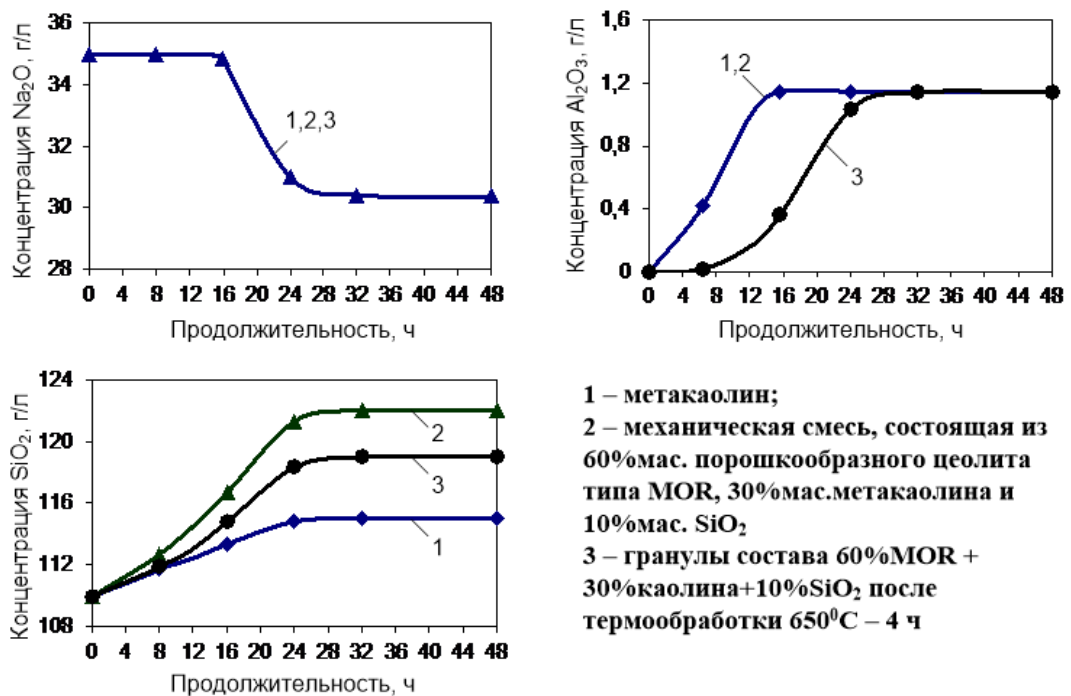 36
34
32
30
28
0 4 8 12 16 20 24 28 32 36 40 44 48
Концентрация Na₂O, г/л
Продолжительность, ч
1,2,3
1,6
1,2
0,8
0,4
0
0 4 8 12 16 20 24 28 32 36 40 44 48
Концентрация Al₂O₃, г/л
Продолжительность, ч
1,2
3
124
120
116
112
108
0 4 8 12 16 20 24 28 32 36 40 44 48
Концентрация SiO₂, г/л
Продолжительность, ч
2
3
1
1 – метакаолин;
2 – механическая смесь, состоящая из
60%мас. порошкообразного цеолита
типа MOR, 30%мас.метакаолина и
10%мас. SiO₂
3 – гранулы состава 60%MOR +
30%каолина+10%SiO₂ после
термообработки 650⁰С – 4 ч